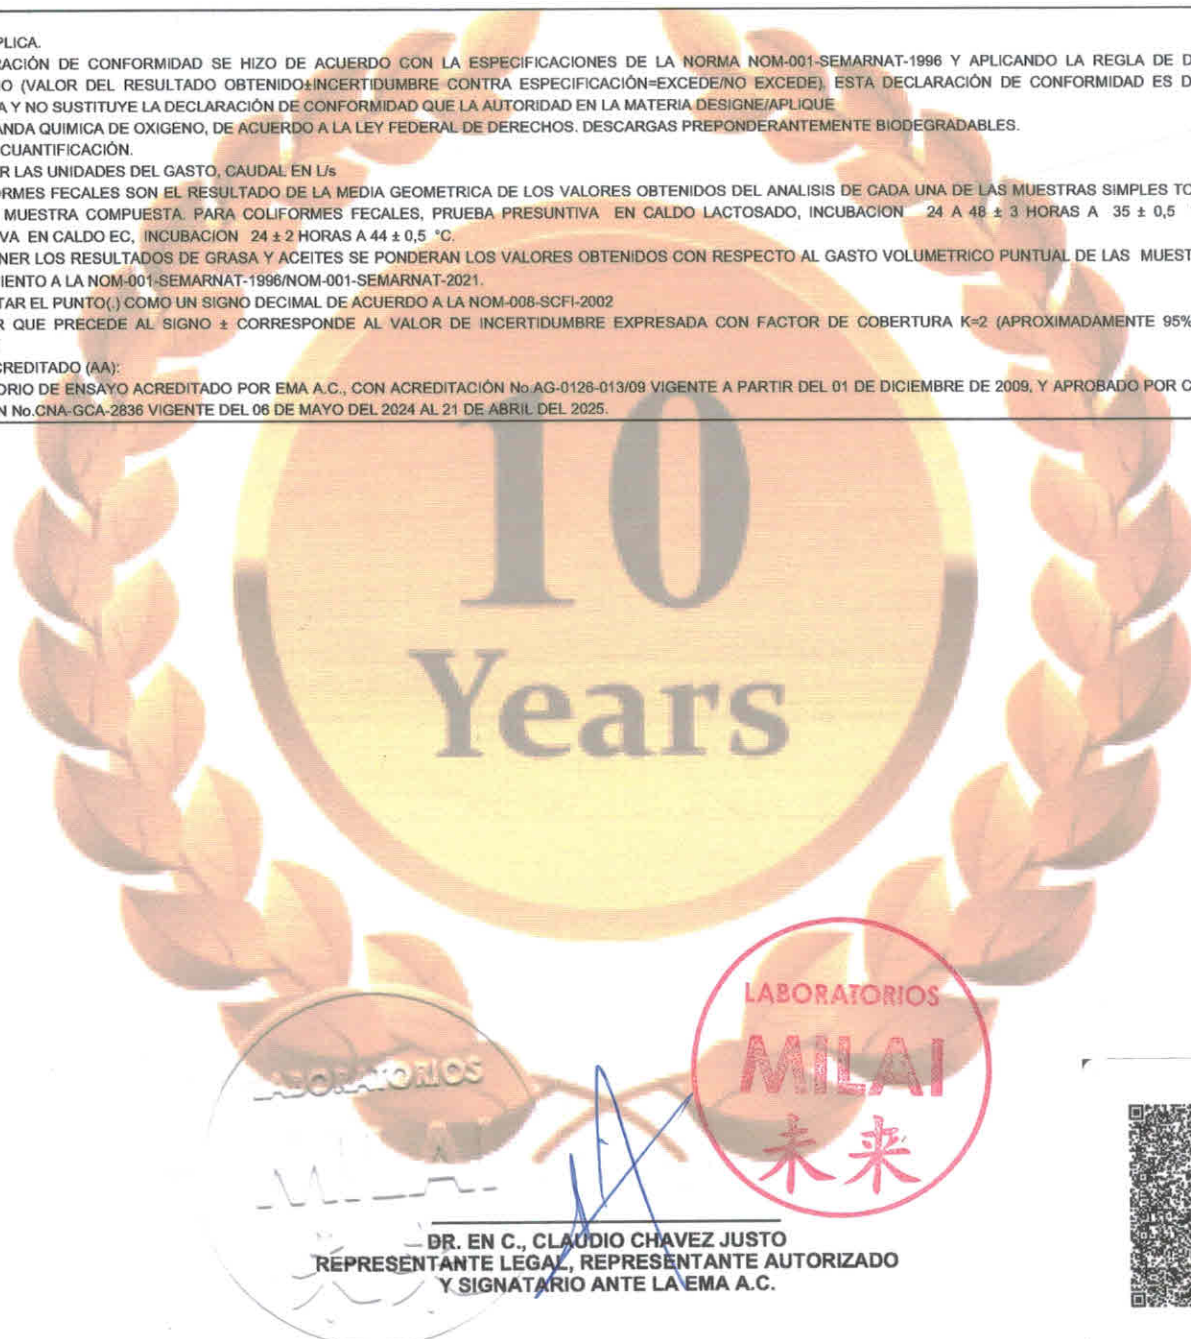 PLICA.
RACIÓN DE CONFORMIDAD SE HIZO DE ACUERDO CON LA ESPECIFICACIONES DE LA NORMA NOM-001-SEMARNAT-1996 Y APLICANDO LA REGLA DE D
IO (VALOR DEL RESULTADO OBTENIDO±INCERTIDUMBRE CONTRA ESPECIFICACIÓN=EXCEDE/NO EXCEDE), ESTA DECLARACIÓN DE CONFORMIDAD ES D
A Y NO SUSTITUYE LA DECLARACIÓN DE CONFORMIDAD QUE LA AUTORIDAD EN LA MATERIA DESIGNE/APLIQUE
ANDA QUIMICA DE OXIGENO, DE ACUERDO A LA LEY FEDERAL DE DERECHOS. DESCARGAS PREPONDERANTEMENTE BIODEGRADABLES.
CUANTIFICACIÓN.
R LAS UNIDADES DEL GASTO, CAUDAL EN L/s
ORMES FECALES SON EL RESULTADO DE LA MEDIA GEOMETRICA DE LOS VALORES OBTENIDOS DEL ANALISIS DE CADA UNA DE LAS MUESTRAS SIMPLES TO
MUESTRA COMPUESTA. PARA COLIFORMES FECALES, PRUEBA PRESUNTIVA EN CALDO LACTOSADO, INCUBACION 24 A 48 ± 3 HORAS A 35 ± 0,5
VA EN CALDO EC, INCUBACION 24 ± 2 HORAS A 44 ± 0,5 °C.
NER LOS RESULTADOS DE GRASA Y ACEITES SE PONDERAN LOS VALORES OBTENIDOS CON RESPECTO AL GASTO VOLUMETRICO PUNTUAL DE LAS MUEST
IENTO A LA NOM-001-SEMARNAT-1996/NOM-001-SEMARNAT-2021.
TAR EL PUNTO(.) COMO UN SIGNO DECIMAL DE ACUERDO A LA NOM-008-SCFI-2002
R QUE PRECEDE AL SIGNO ± CORRESPONDE AL VALOR DE INCERTIDUMBRE EXPRESADA CON FACTOR DE COBERTURA K=2 (APROXIMADAMENTE 95%
CREDITADO (AA):
ORIO DE ENSAYO ACREDITADO POR EMA A.C., CON ACREDITACIÓN No.AG-0126-013/09 VIGENTE A PARTIR DEL 01 DE DICIEMBRE DE 2009, Y APROBADO POR C
N No.CNA-GCA-2836 VIGENTE DEL 06 DE MAYO DEL 2024 AL 21 DE ABRIL DEL 2025.
10
Years
LABORATORIOS
MILAI
未来
LABORATORIOS
MILAI
未来
DR. EN C., CLAUDIO CHAVEZ JUSTO
REPRESENTANTE LEGAL, REPRESENTANTE AUTORIZADO
Y SIGNATARIO ANTE LA EMA A.C.